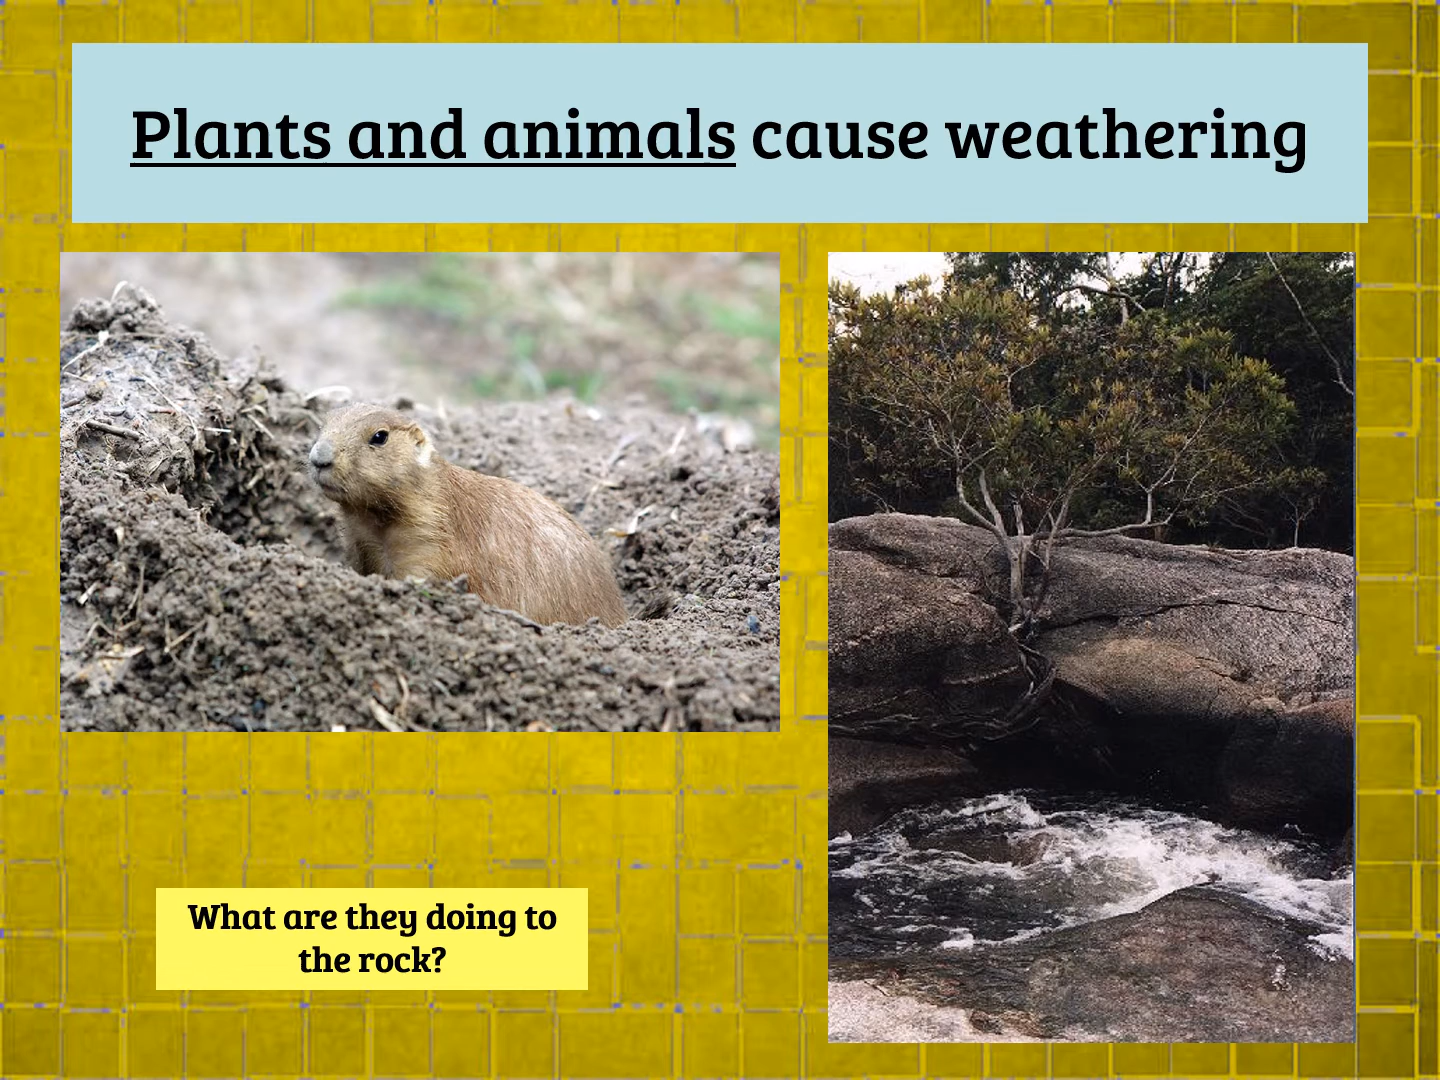 Plants and animals cause weathering
What are they doing to
the rock?